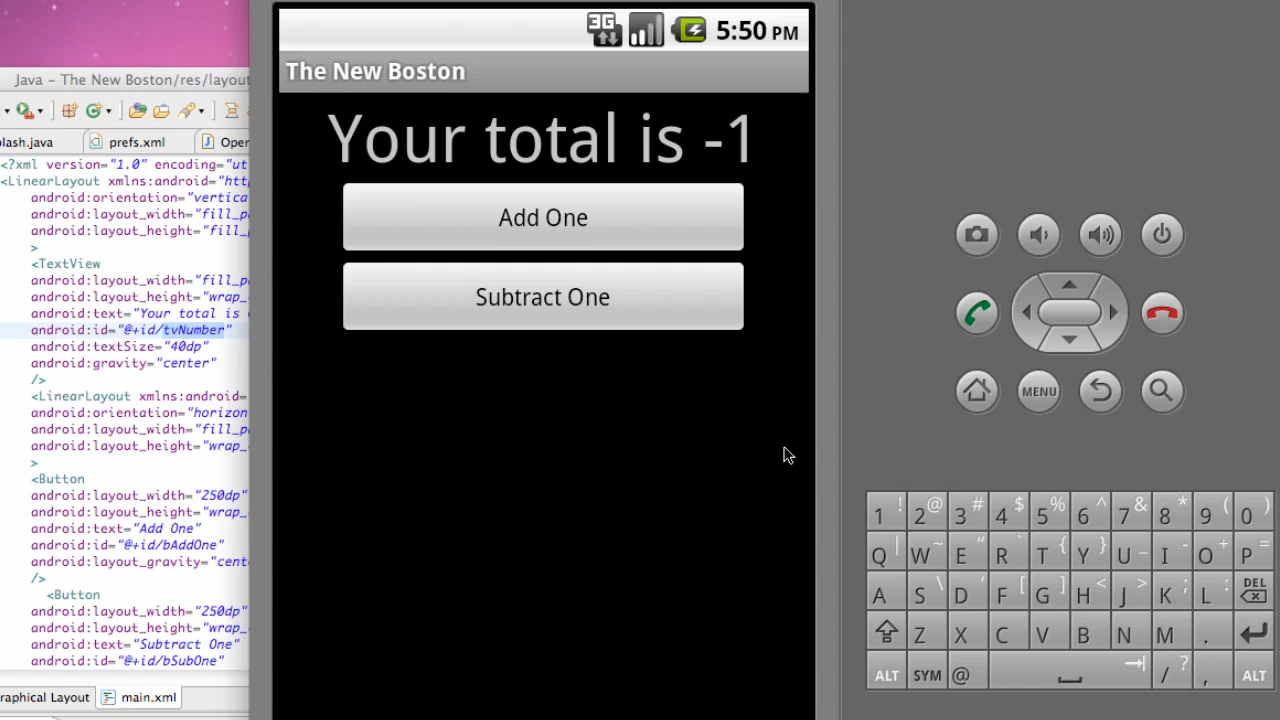 Java – The New Boston/res/layou
lash.java
prefs.xml
Open
<?xml version="1.0" encoding="ut
<LinearLayout xmlns:android="htt
android:orientation="vertica
android:layout_width="fill_p
android:layout_height="fill_
>
<TextView
android:layout_width="fill_p
android:layout_height="wrap_
android:text="Your total is
android:id="@+id/tvNumber"
android:textSize="40dp"
android:gravity="center"
/>
<LinearLayout xmlns:android=
android:orientation="horizon
android:layout_width="fill_p
android:layout_height="wrap_
>
<Button
android:layout_width="250dp"
android:layout_height="wrap_
android:text="Add One"
android:id="@+id/bAddOne"
android:layout_gravity="cent
/>
<Button
android:layout_width="250dp"
android:layout_height="wrap_
android:text="Subtract One"
android:id="@+id/bSubOne"
raphical Layout
main.xml
3G
5:50 PM
The New Boston
Your total is -1
Add One
Subtract One
MENU
1 ! 2 @ 3 # 4 $ 5 % 6 ^ 7 & 8 * 9 ( 0 )
Q | W ~ E " R ` T { Y } U _ I - O + P =
A S \ D ' F [ G ] H < J > K ; L : DEL
Z X C V B N M .
ALT SYM @ / ? , ALT